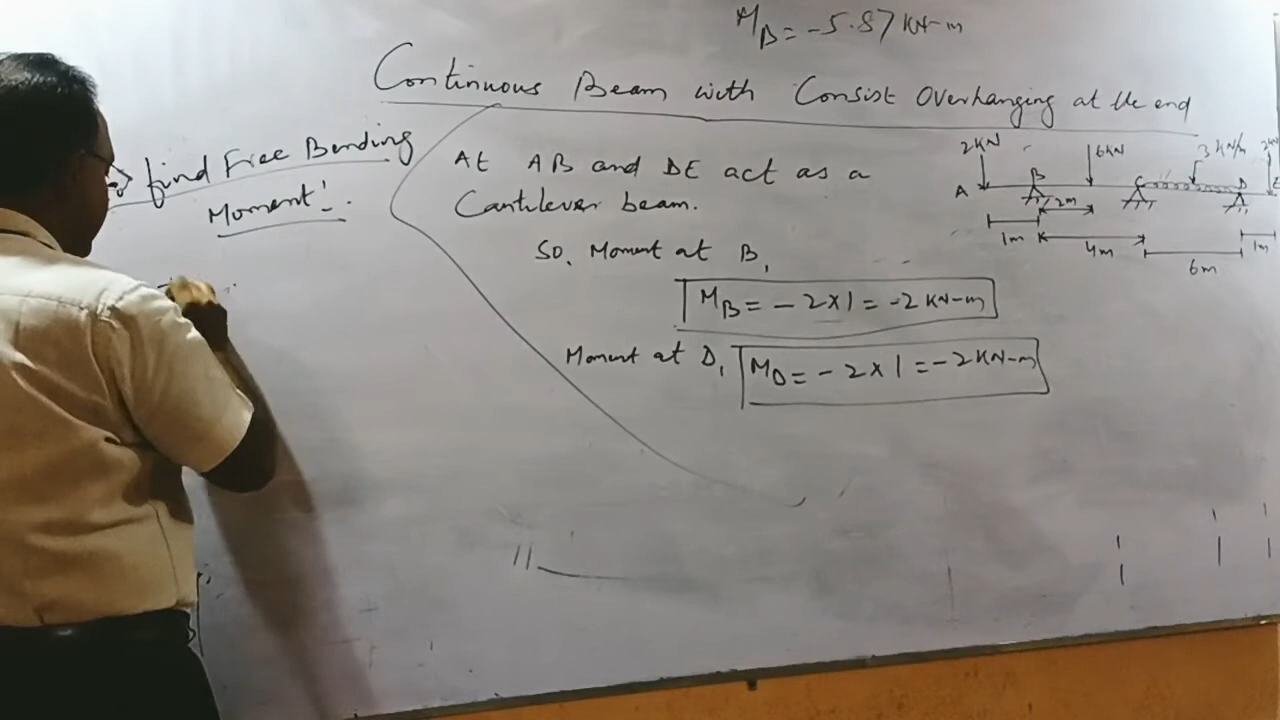 M_B = -5.87 KN-m
Continuous Beam with Consist Overhanging at the end
find Free Bending
Moment:
At AB and DE act as a
Cantilever beam.
So, Moment at B,
M_B = - 2 x 1 = -2 KN-m
Moment at D, M_D = - 2 x 1 = -2 KN-m
2KN 6KN 3 KN/m
A B C D E
2m
1m 4m 6m 1m